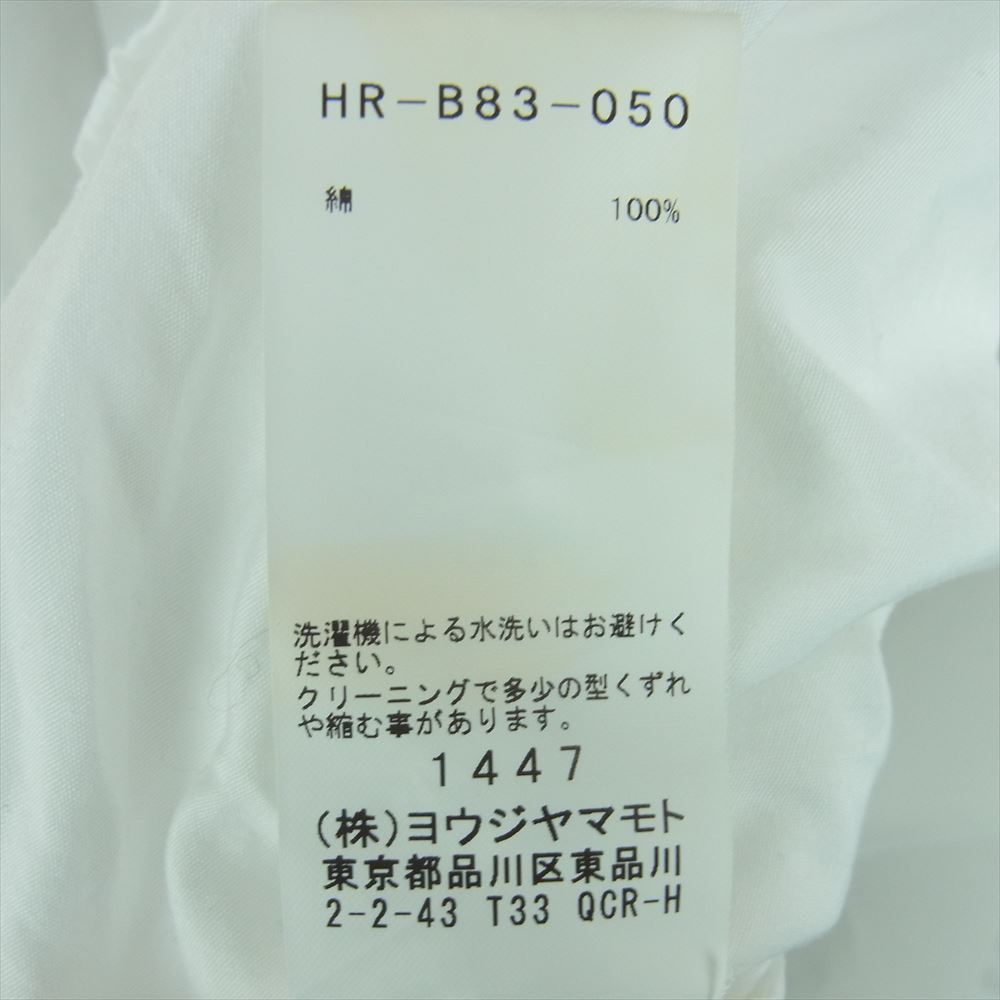 HR-B83-050
綿 100%
洗濯機による水洗いはお避けく
ださい。
クリーニングで多少の型くずれ
や縮む事があります。
1447
(株)ヨウジヤマモト
東京都品川区東品川
2-2-43 T33 QCR-H